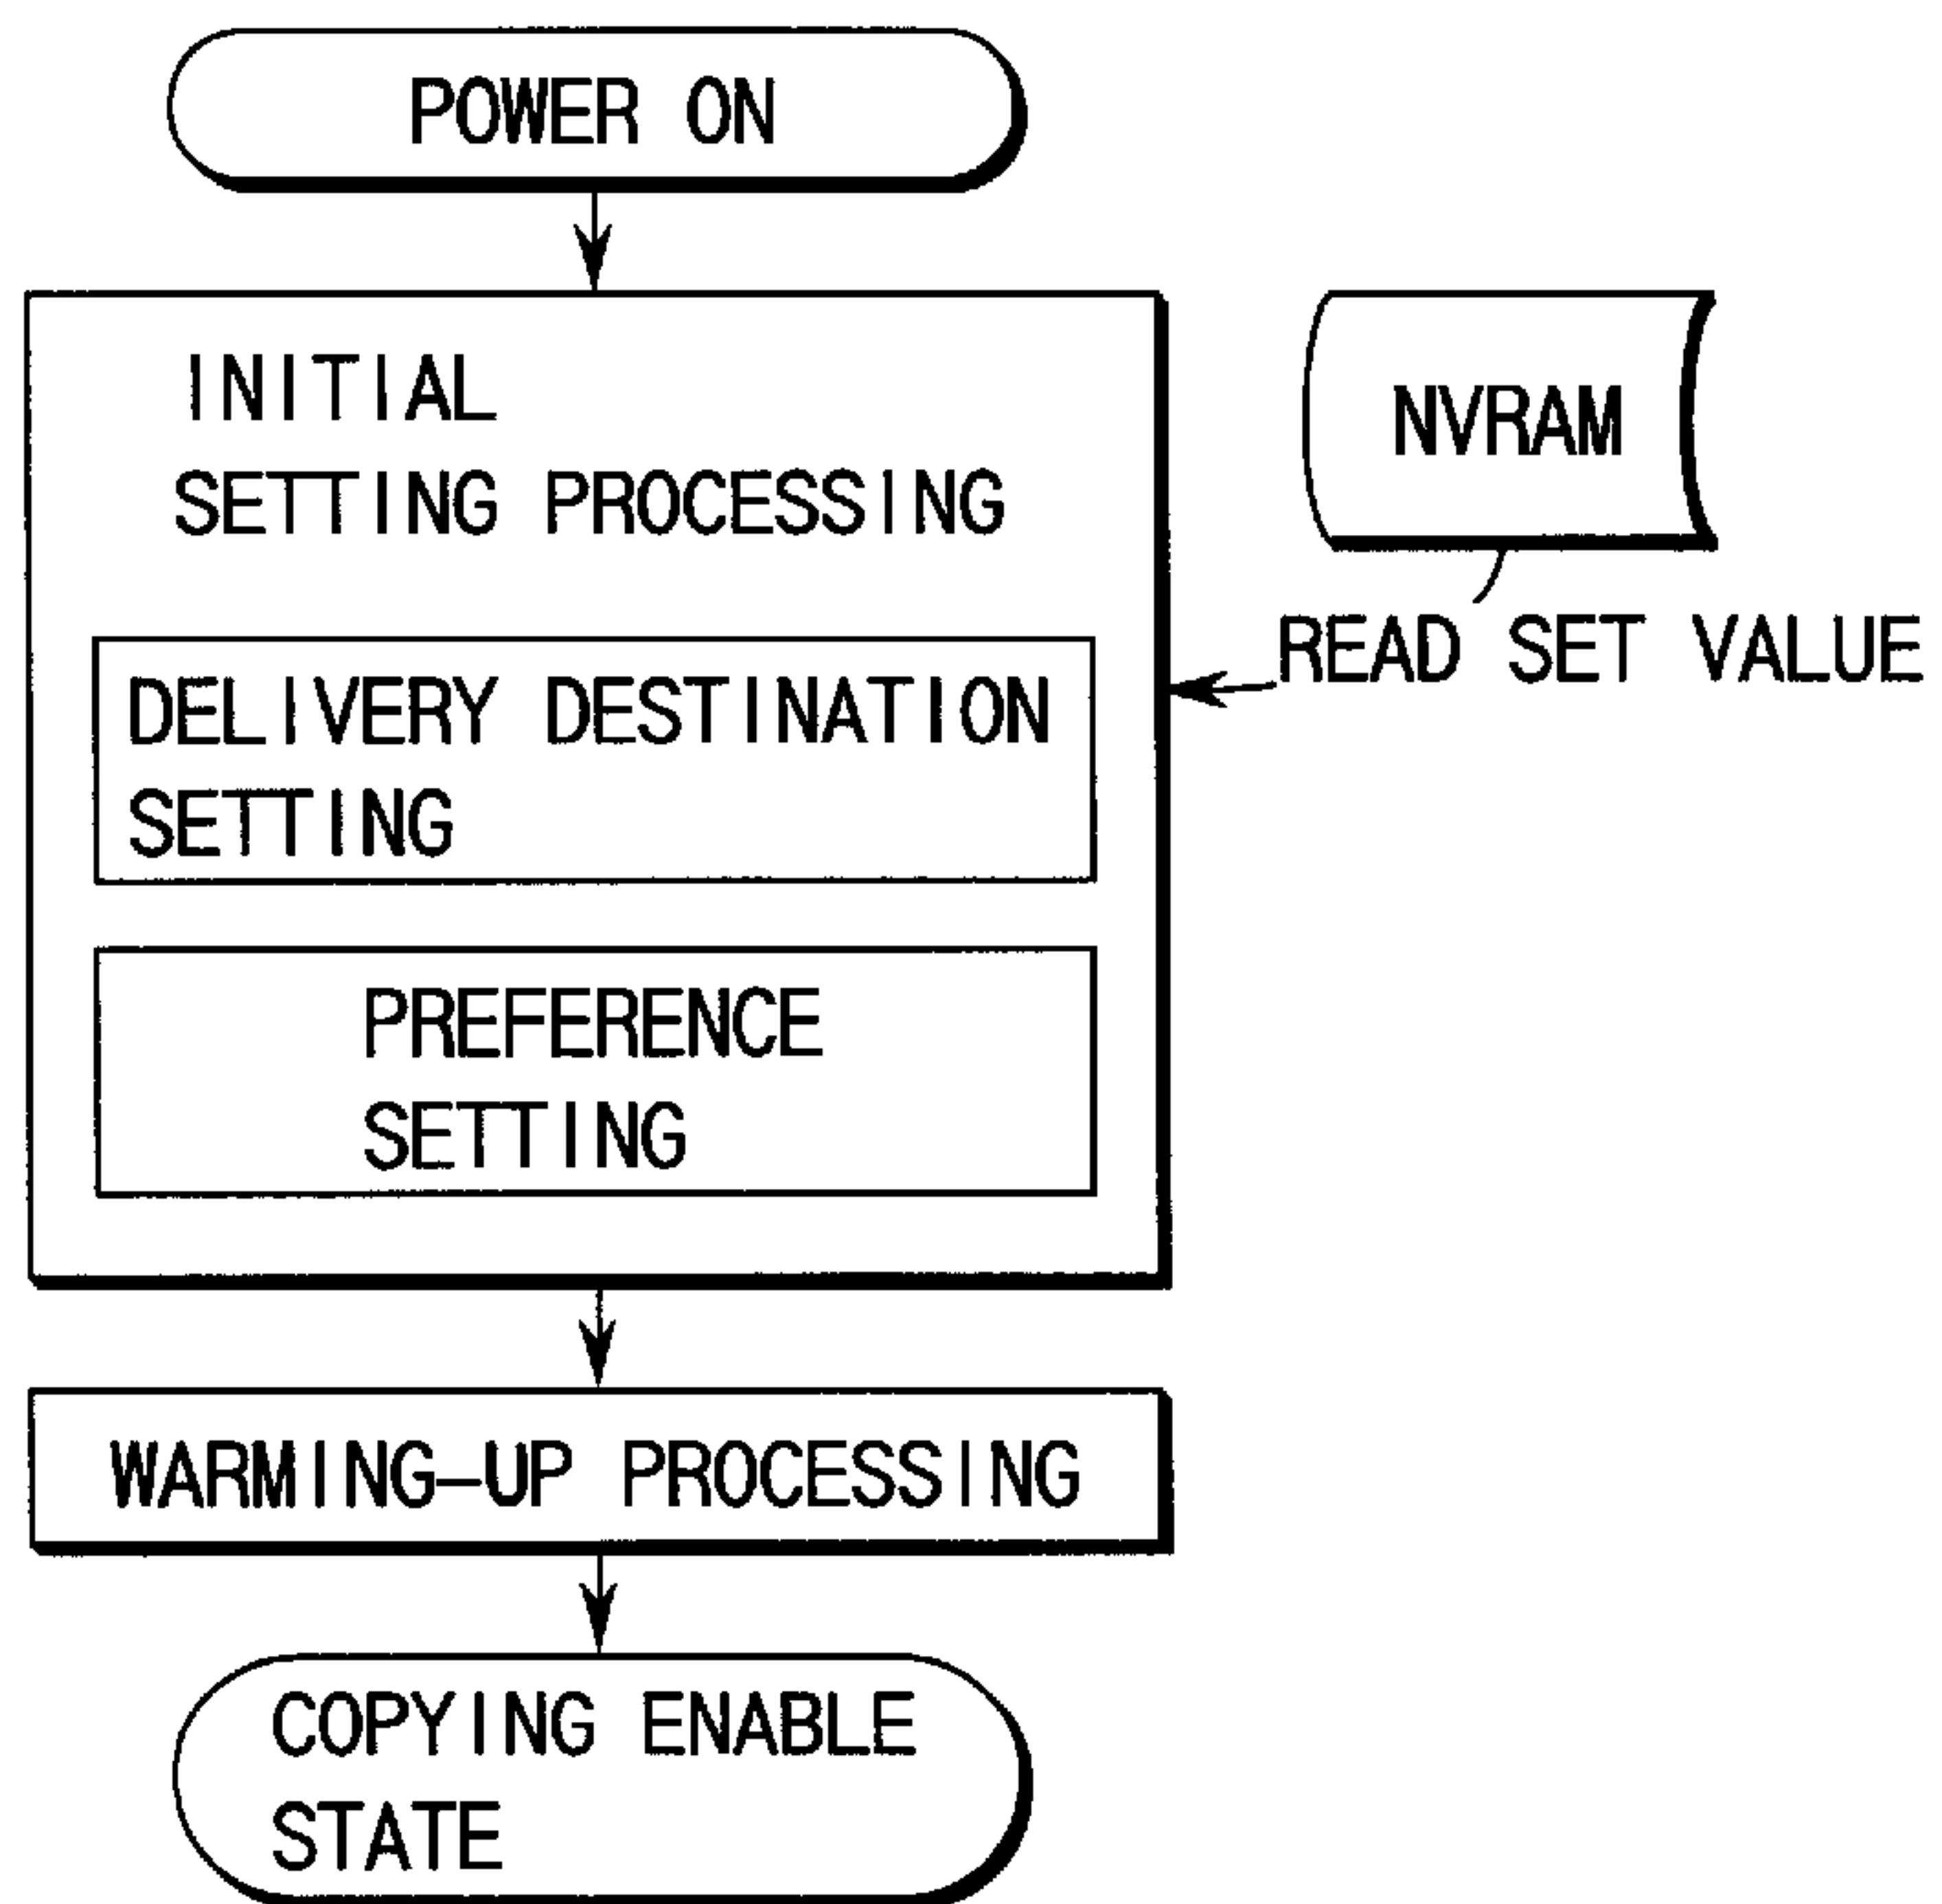 POWER ON
INITIAL
SETTING PROCESSING
NVRAM
READ SET VALUE
DELIVERY DESTINATION
SETTING
PREFERENCE
SETTING
WARMING-UP PROCESSING
COPYING ENABLE
STATE